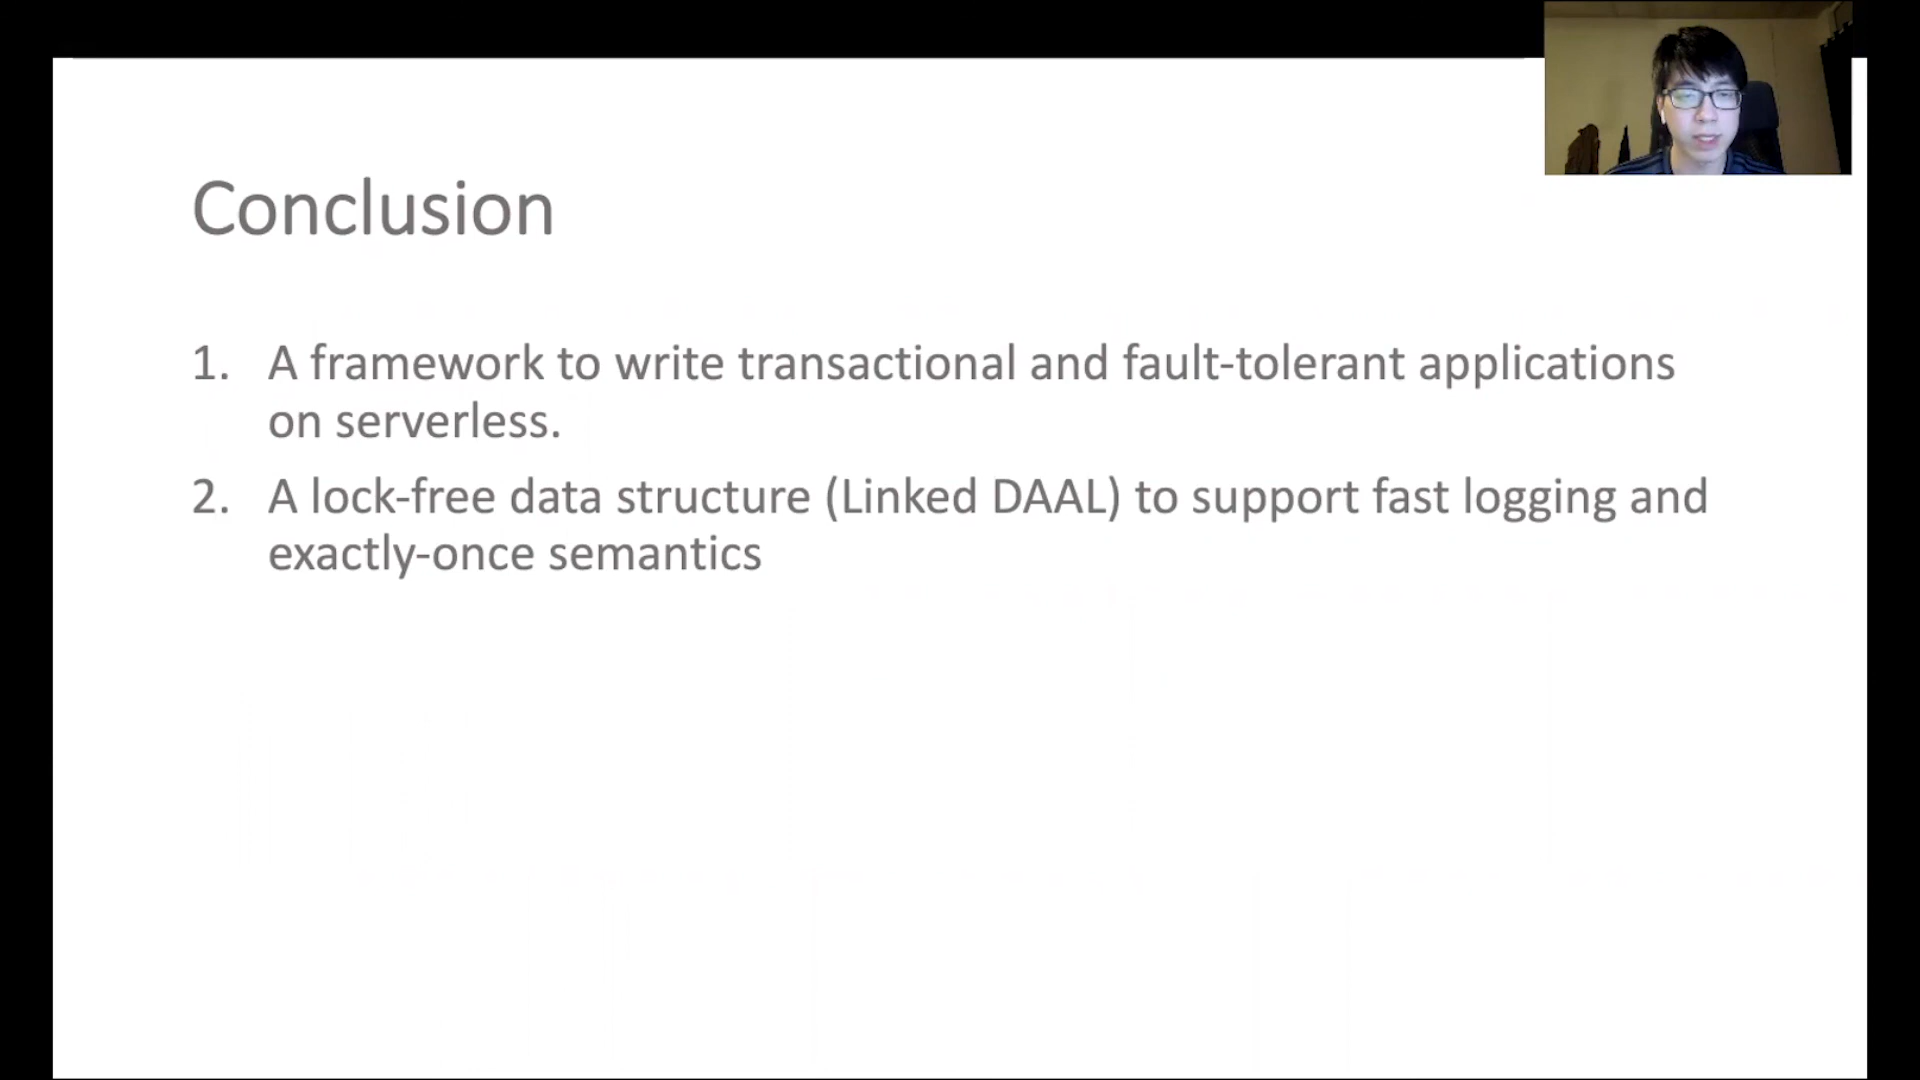 Conclusion
1. A framework to write transactional and fault-tolerant applications
on serverless.
2. A lock-free data structure (Linked DAAL) to support fast logging and
exactly-once semantics